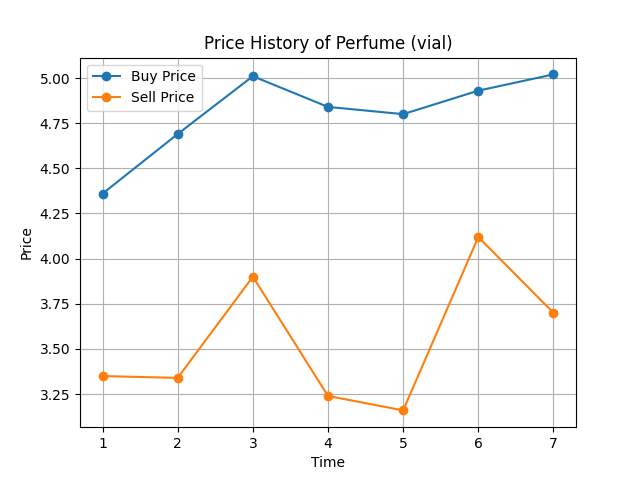 Price History of Perfume (vial)
Buy Price
Sell Price
5.00
4.75
4.50
4.25
4.00
3.75
3.50
3.25
Price
1 2 3 4 5 6 7
Time